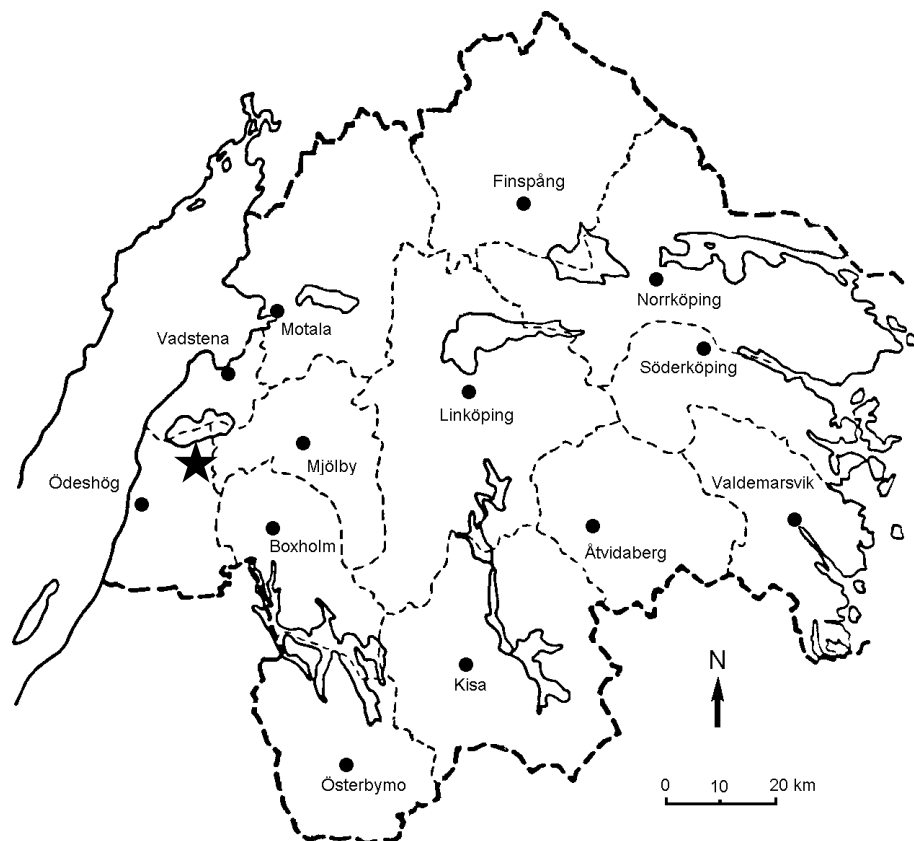 Finspång
Norrköping
Motala
Vadstena
Söderköping
Linköping
Mjölby
Ödeshög
Valdemarsvik
Boxholm
Åtvidaberg
N
Kisa
Österbymo
0 10 20 km